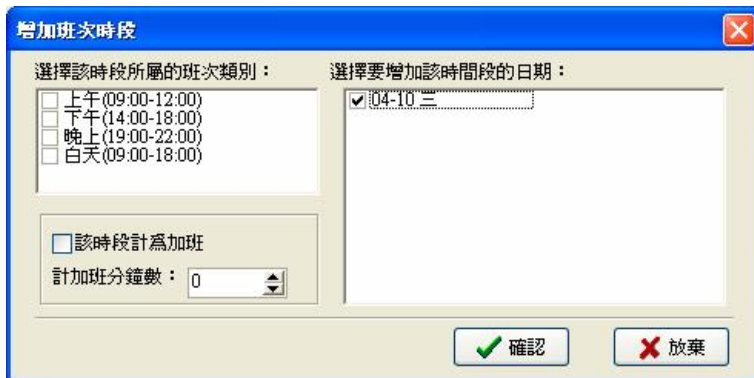 增加班次時段
選擇該時段所屬的班次類別：
上午(09:00-12:00)
下午(14:00-18:00)
晚上(19:00-22:00)
白天(09:00-18:00)
選擇要增加該時間段的日期：
04-10 三
該時段計爲加班
計加班分鐘數： 0
確認
放棄